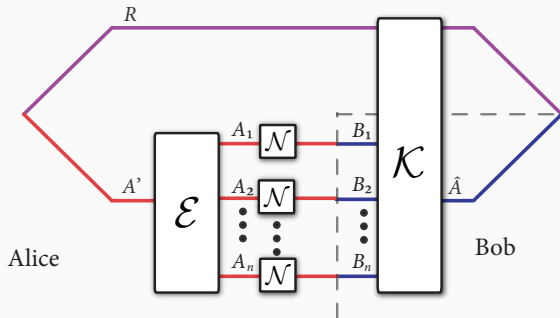 R
A₁ 𝒩 B₁
A' ℰ A₂ 𝒩 B₂ 𝒦 Â
Alice Bob
Aₙ 𝒩 Bₙ